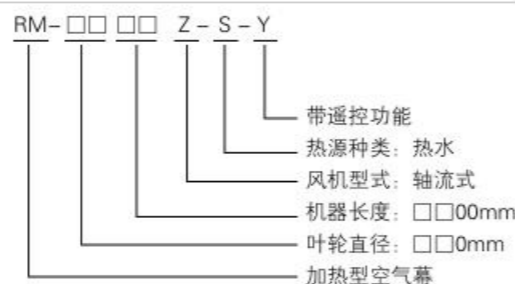 RM-□□ □□ Z-S-Y
带遥控功能
热源种类：热水
风机型式：轴流式
机器长度：□□00mm
叶轮直径：□□0mm
加热型空气幕